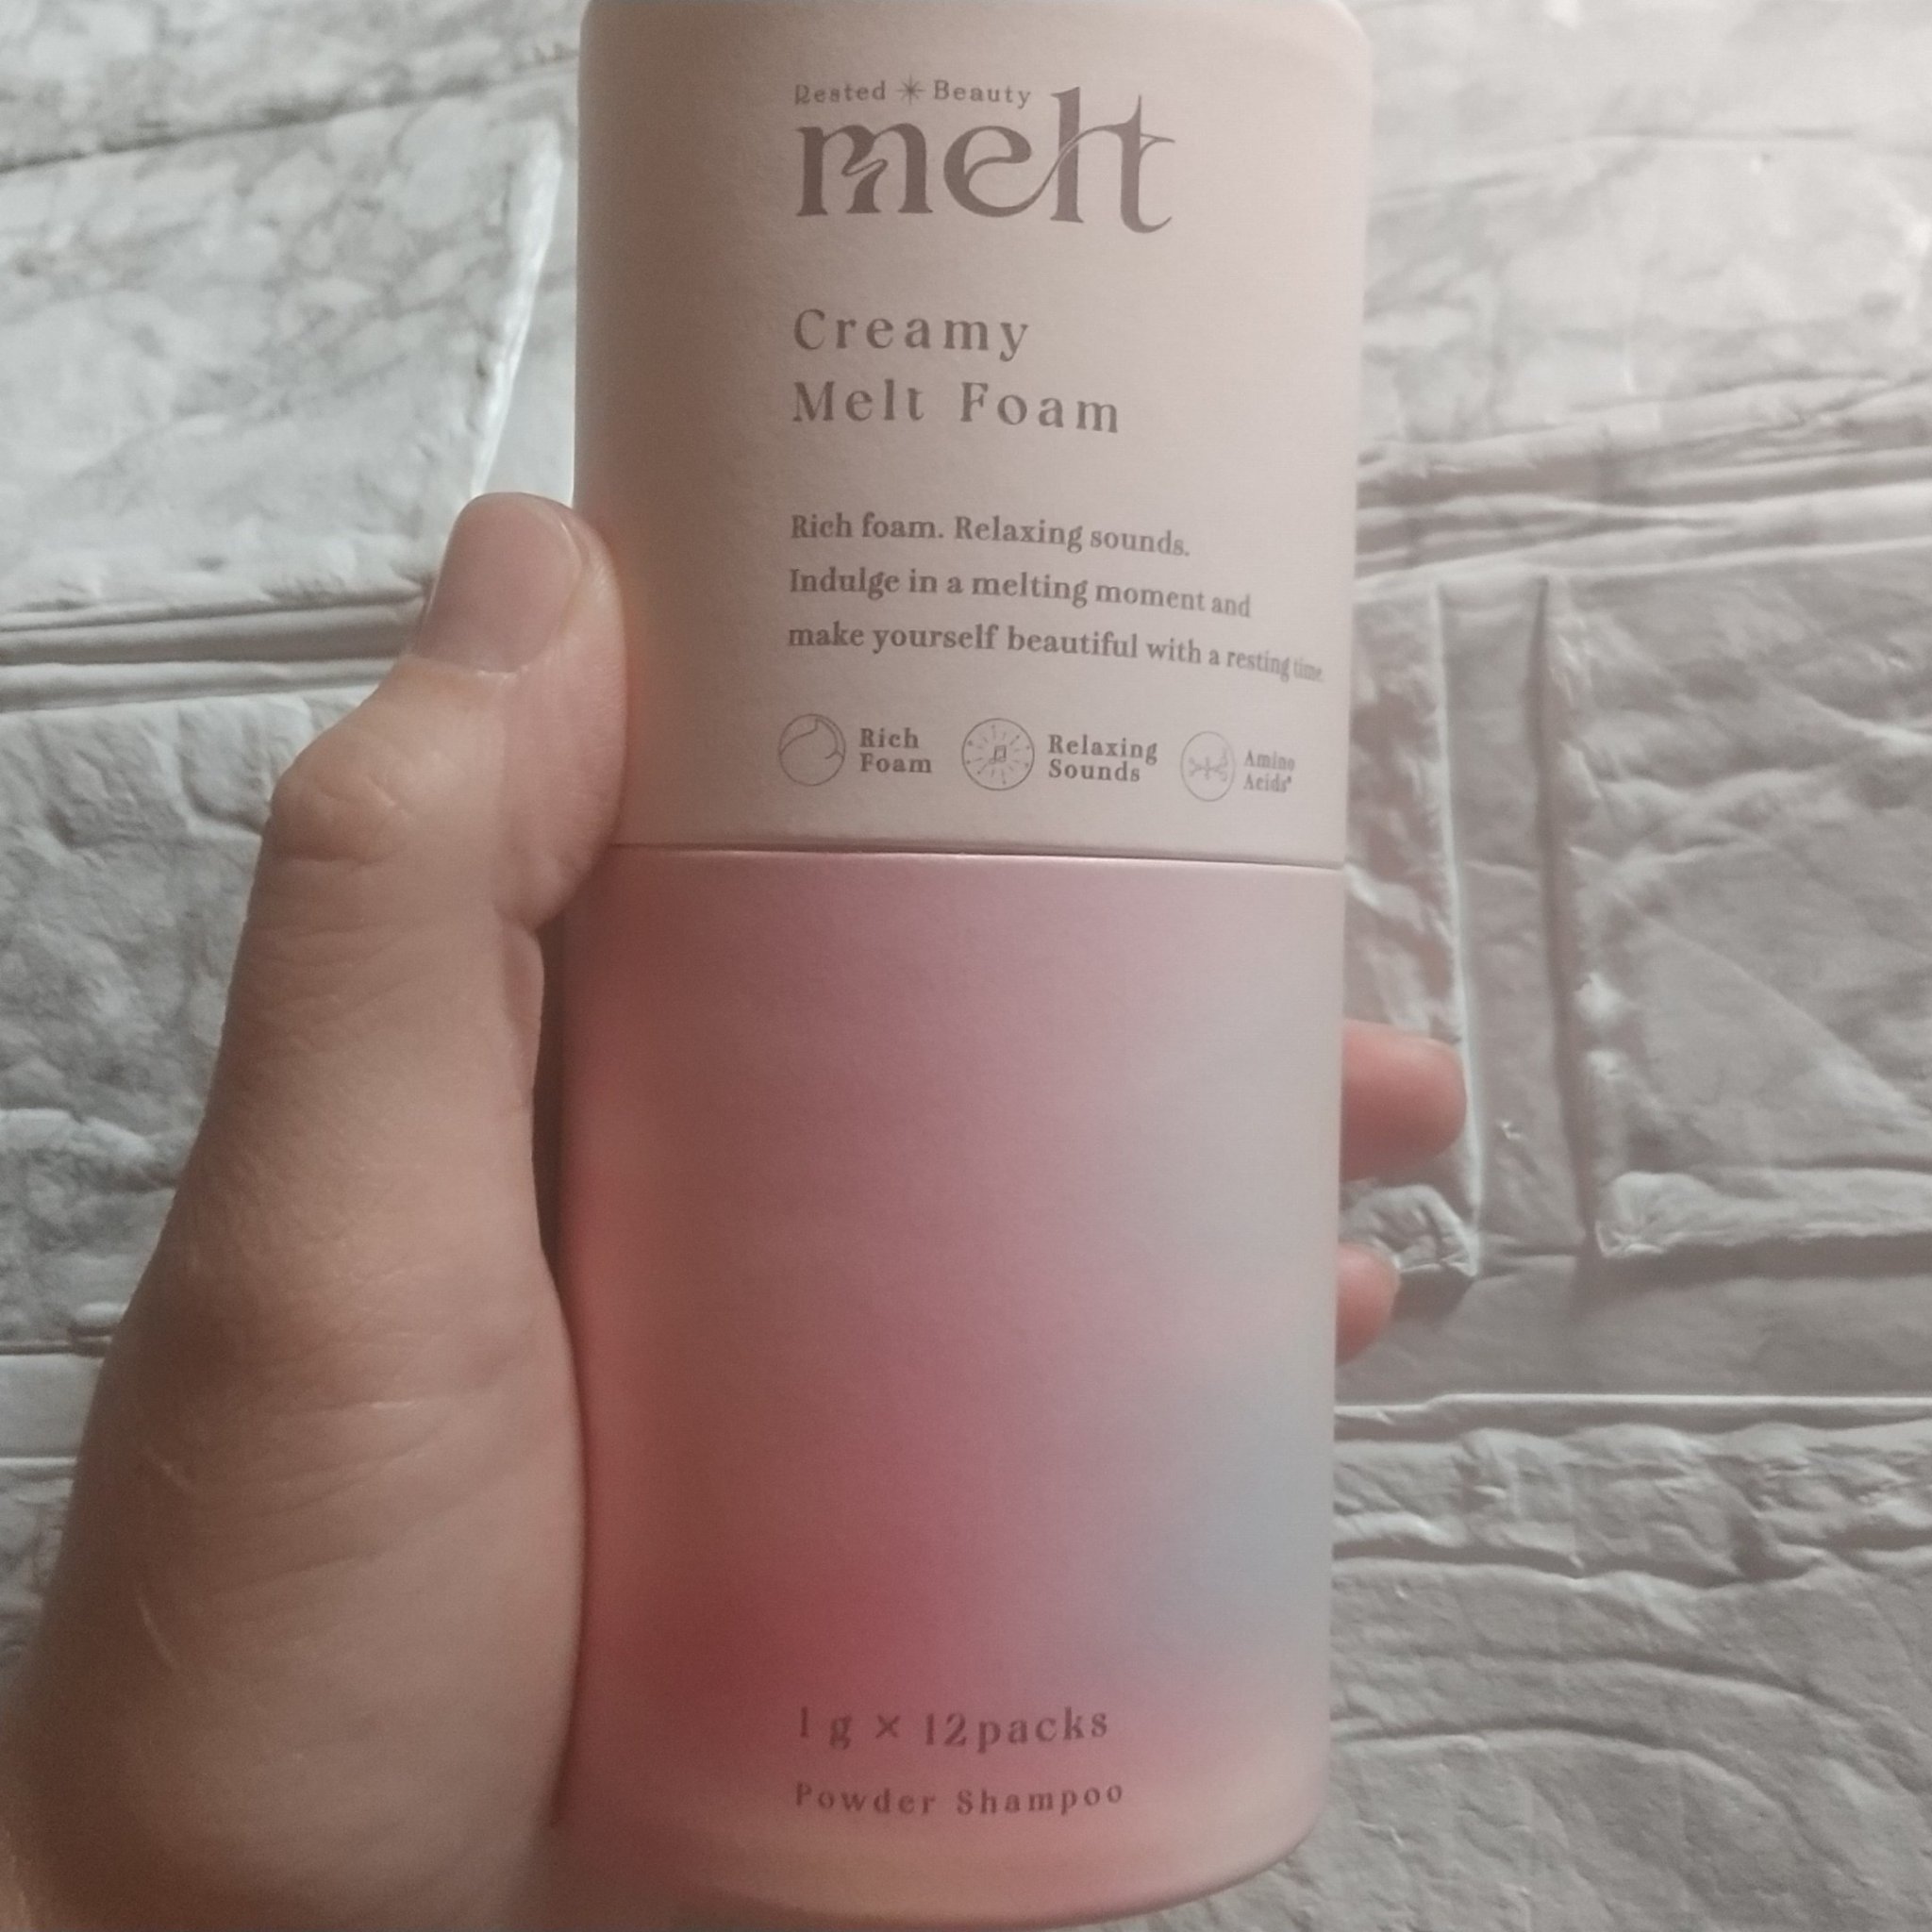 Rested * Beauty
melt
Creamy
Melt Foam
Rich foam. Relaxing sounds.
Indulge in a melting moment and
make yourself beautiful with a resting time.
Rich
Foam
Relaxing
Sounds
Amino
Acids*
1 g × 12packs
Powder Shampoo